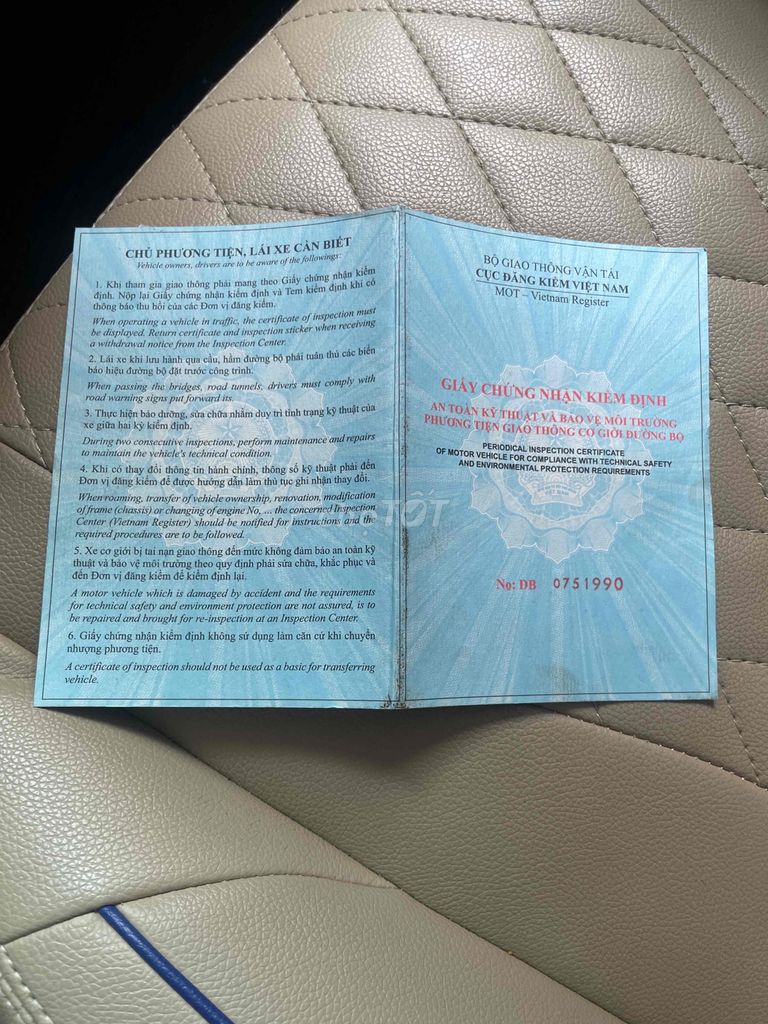 CHỦ PHƯƠNG TIỆN, LÁI XE CẦN BIẾT
Vehicle owners, drivers are to be aware of the followings:
1. Khi tham gia giao thông phải mang theo Giấy chứng nhận kiểm
định. Nộp lại Giấy chứng nhận kiểm định và Tem kiểm định khi có
thông báo thu hồi của các Đơn vị đăng kiểm.
When operating a vehicle in traffic, the certificate of inspection must
be displayed. Return certificate and inspection sticker when receiving
a withdrawal notice from the Inspection Center.
2. Lái xe khi lưu hành qua cầu, hầm đường bộ phải tuân thủ các biển
báo hiệu đường bộ đặt trước công trình.
When passing the bridges, road tunnels, drivers must comply with
road warning signs put forward its.
3. Thực hiện bảo dưỡng, sửa chữa nhằm duy trì tình trạng kỹ thuật của
xe giữa hai kỳ kiểm định.
During two consecutive inspections, perform maintenance and repairs
to maintain the vehicle's technical condition.
4. Khi có thay đổi thông tin hành chính, thông số kỹ thuật phải đến
Đơn vị đăng kiểm để được hướng dẫn làm thủ tục ghi nhận thay đổi.
When roaming, transfer of vehicle ownership, renovation, modification
of frame (chassis) or changing of engine No, ... the concerned Inspection
Center (Vietnam Register) should be notified for instructions and the
required procedures are to be followed.
5. Xe cơ giới bị tai nạn giao thông đến mức không đảm bảo an toàn kỹ
thuật và bảo vệ môi trường theo quy định phải sửa chữa, khắc phục và
đến Đơn vị đăng kiểm để kiểm định lại.
A motor vehicle which is damaged by accident and the requirements
for technical safety and environment protection are not assured, is to
be repaired and brought for re-inspection at an Inspection Center.
6. Giấy chứng nhận kiểm định không sử dụng làm căn cứ khi chuyển
nhượng phương tiện.
A certificate of inspection should not be used as a basic for transferring
vehicle.
BỘ GIAO THÔNG VẬN TẢI
CỤC ĐĂNG KIỂM VIỆT NAM
MOT – Vietnam Register
GIẤY CHỨNG NHẬN KIỂM ĐỊNH
AN TOÀN KỸ THUẬT VÀ BẢO VỆ MÔI TRƯỜNG
PHƯƠNG TIỆN GIAO THÔNG CƠ GIỚI ĐƯỜNG BỘ
PERIODICAL INSPECTION CERTIFICATE
OF MOTOR VEHICLE FOR COMPLIANCE WITH TECHNICAL SAFETY
AND ENVIRONMENTAL PROTECTION REQUIREMENTS
No: DB 0751990
TỐT